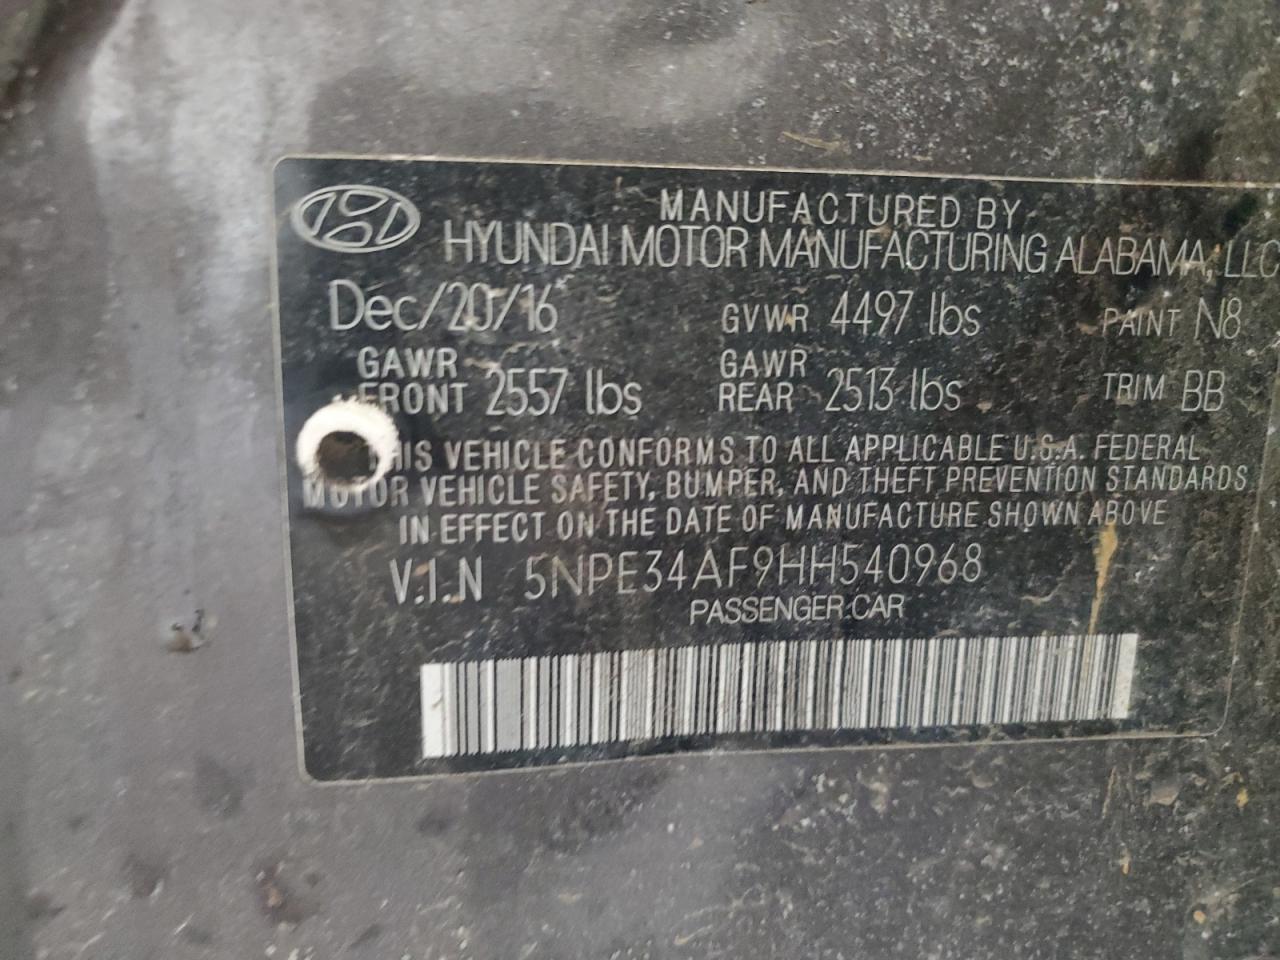 MANUFACTURED BY
HYUNDAI MOTOR MANUFACTURING ALABAMA, LLC
Dec/20/16 GVWR 4497 lbs PAINT N8
GAWR FRONT 2557 lbs GAWR REAR 2513 lbs TRIM BB
THIS VEHICLE CONFORMS TO ALL APPLICABLE U.S.A. FEDERAL
MOTOR VEHICLE SAFETY, BUMPER, AND THEFT PREVENTION STANDARDS
IN EFFECT ON THE DATE OF MANUFACTURE SHOWN ABOVE
V.I.N 5NPE34AF9HH540968
PASSENGER CAR